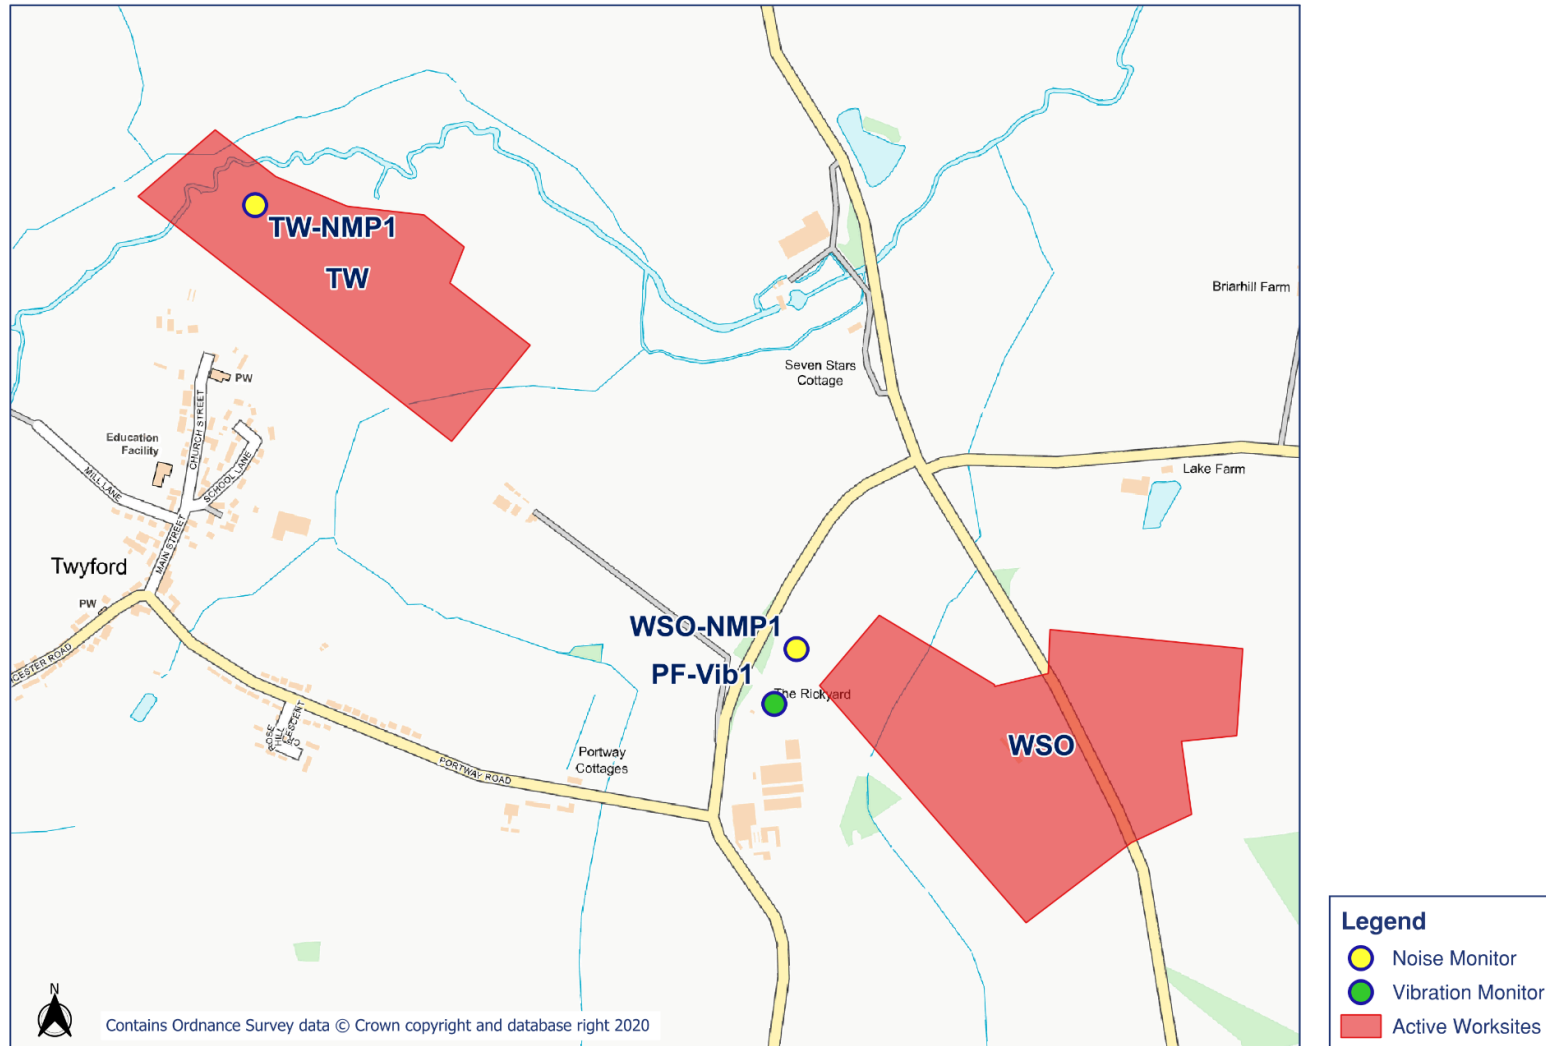 TW-NMP1
TW
Briarhill Farm
Seven Stars
Cottage
PW
CHURCH STREET
Education
Facility
SCHOOL LANE
MILL LANE
MAIN STREET
Lake Farm
Twyford
PW
CESTER ROAD
WSO-NMP1
PF-Vib1
The Rickyard
ROSE
HILL
CRESCENT
WSO
Portway
Cottages
PORTWAY ROAD
Legend
Noise Monitor
Vibration Monitor
Active Worksites
N
Contains Ordnance Survey data © Crown copyright and database right 2020